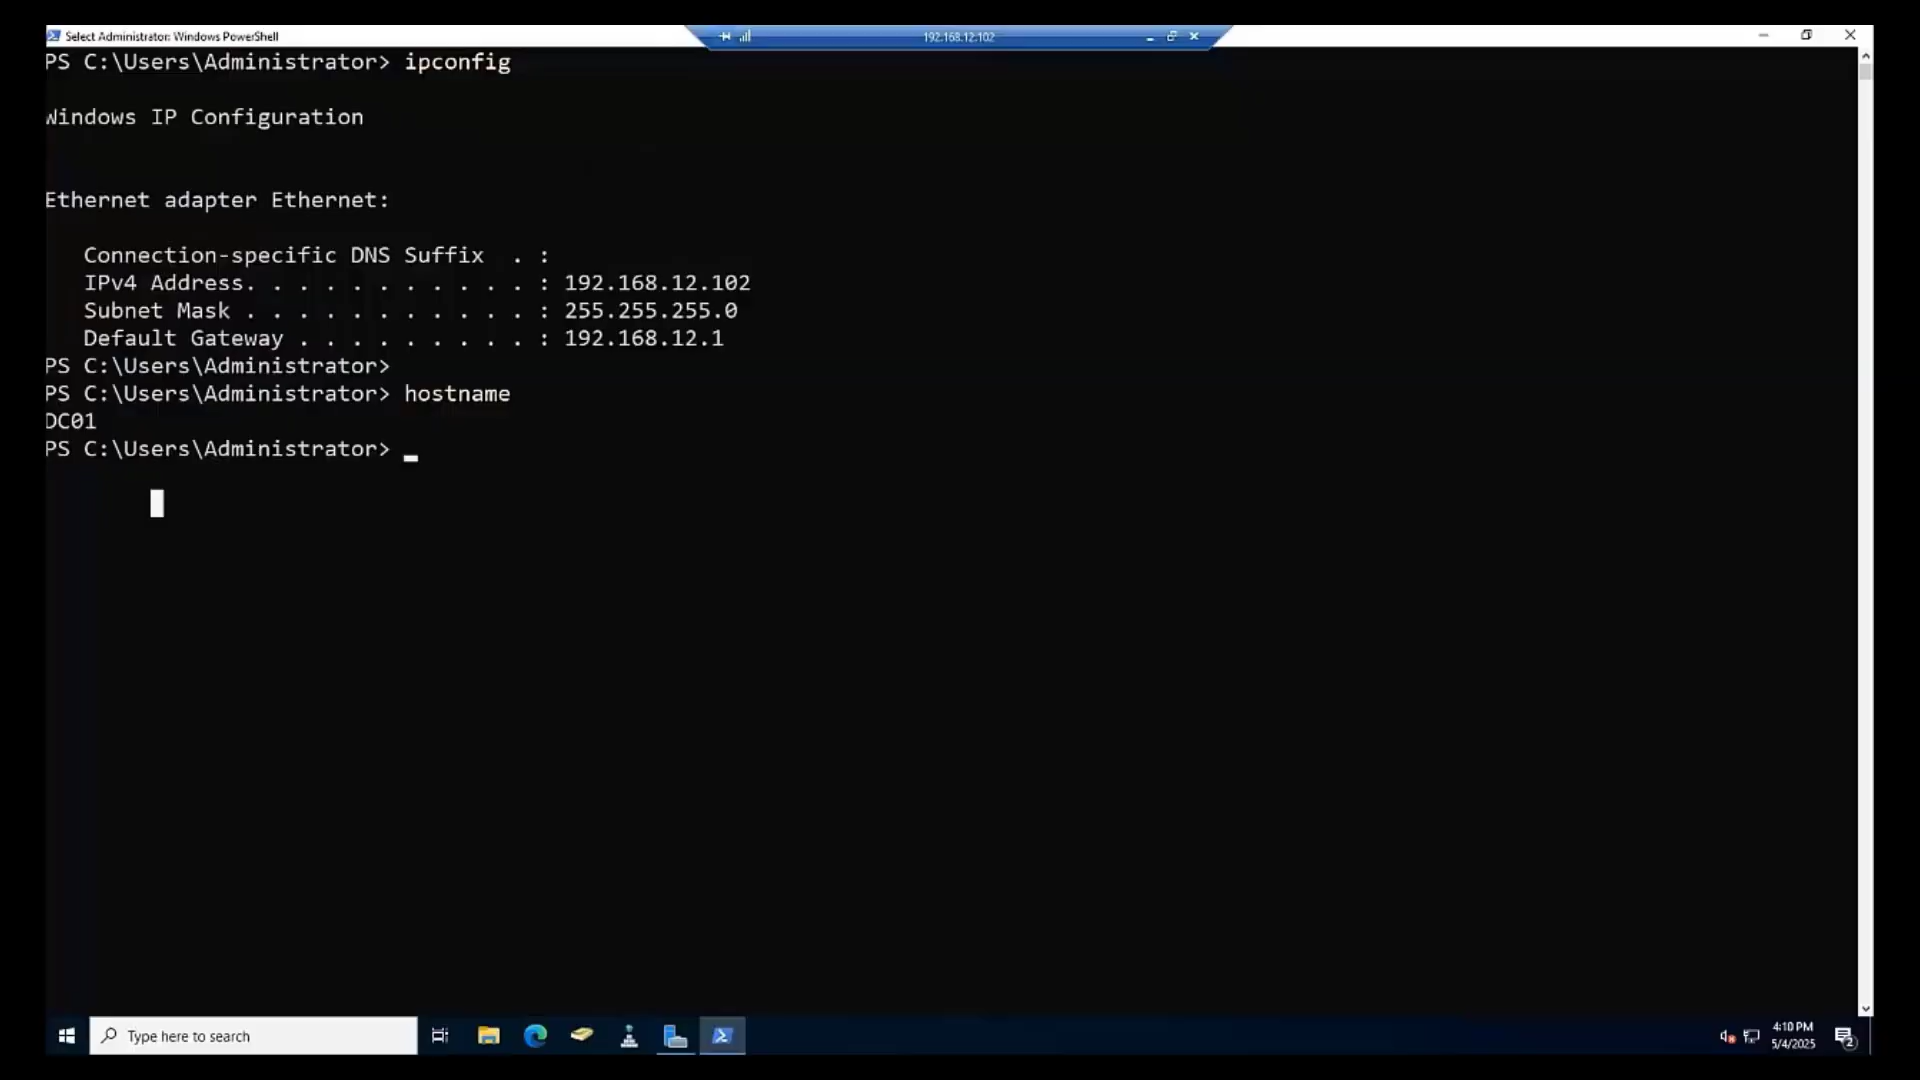 Select Administrator: Windows PowerShell
192.168.12.102
PS C:\Users\Administrator> ipconfig
Windows IP Configuration
Ethernet adapter Ethernet:
Connection-specific DNS Suffix  . :
IPv4 Address. . . . . . . . . . . : 192.168.12.102
Subnet Mask . . . . . . . . . . . : 255.255.255.0
Default Gateway . . . . . . . . . : 192.168.12.1
PS C:\Users\Administrator>
PS C:\Users\Administrator> hostname
DC01
PS C:\Users\Administrator>
Type here to search
4:10 PM
5/4/2025
2